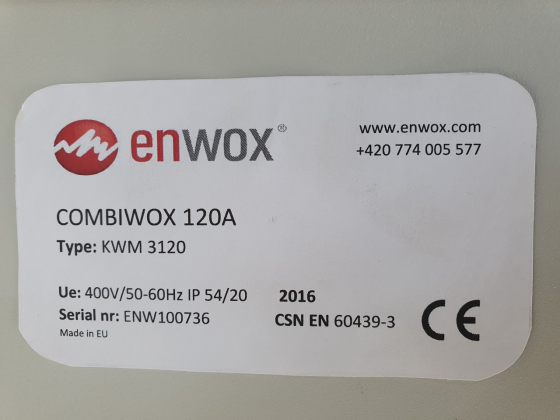 enwox®
www.enwox.com
+420 774 005 577
COMBIWOX 120A
Type: KWM 3120
Ue: 400V/50-60Hz IP 54/20 2016
Serial nr: ENW100736 CSN EN 60439-3
Made in EU
CE